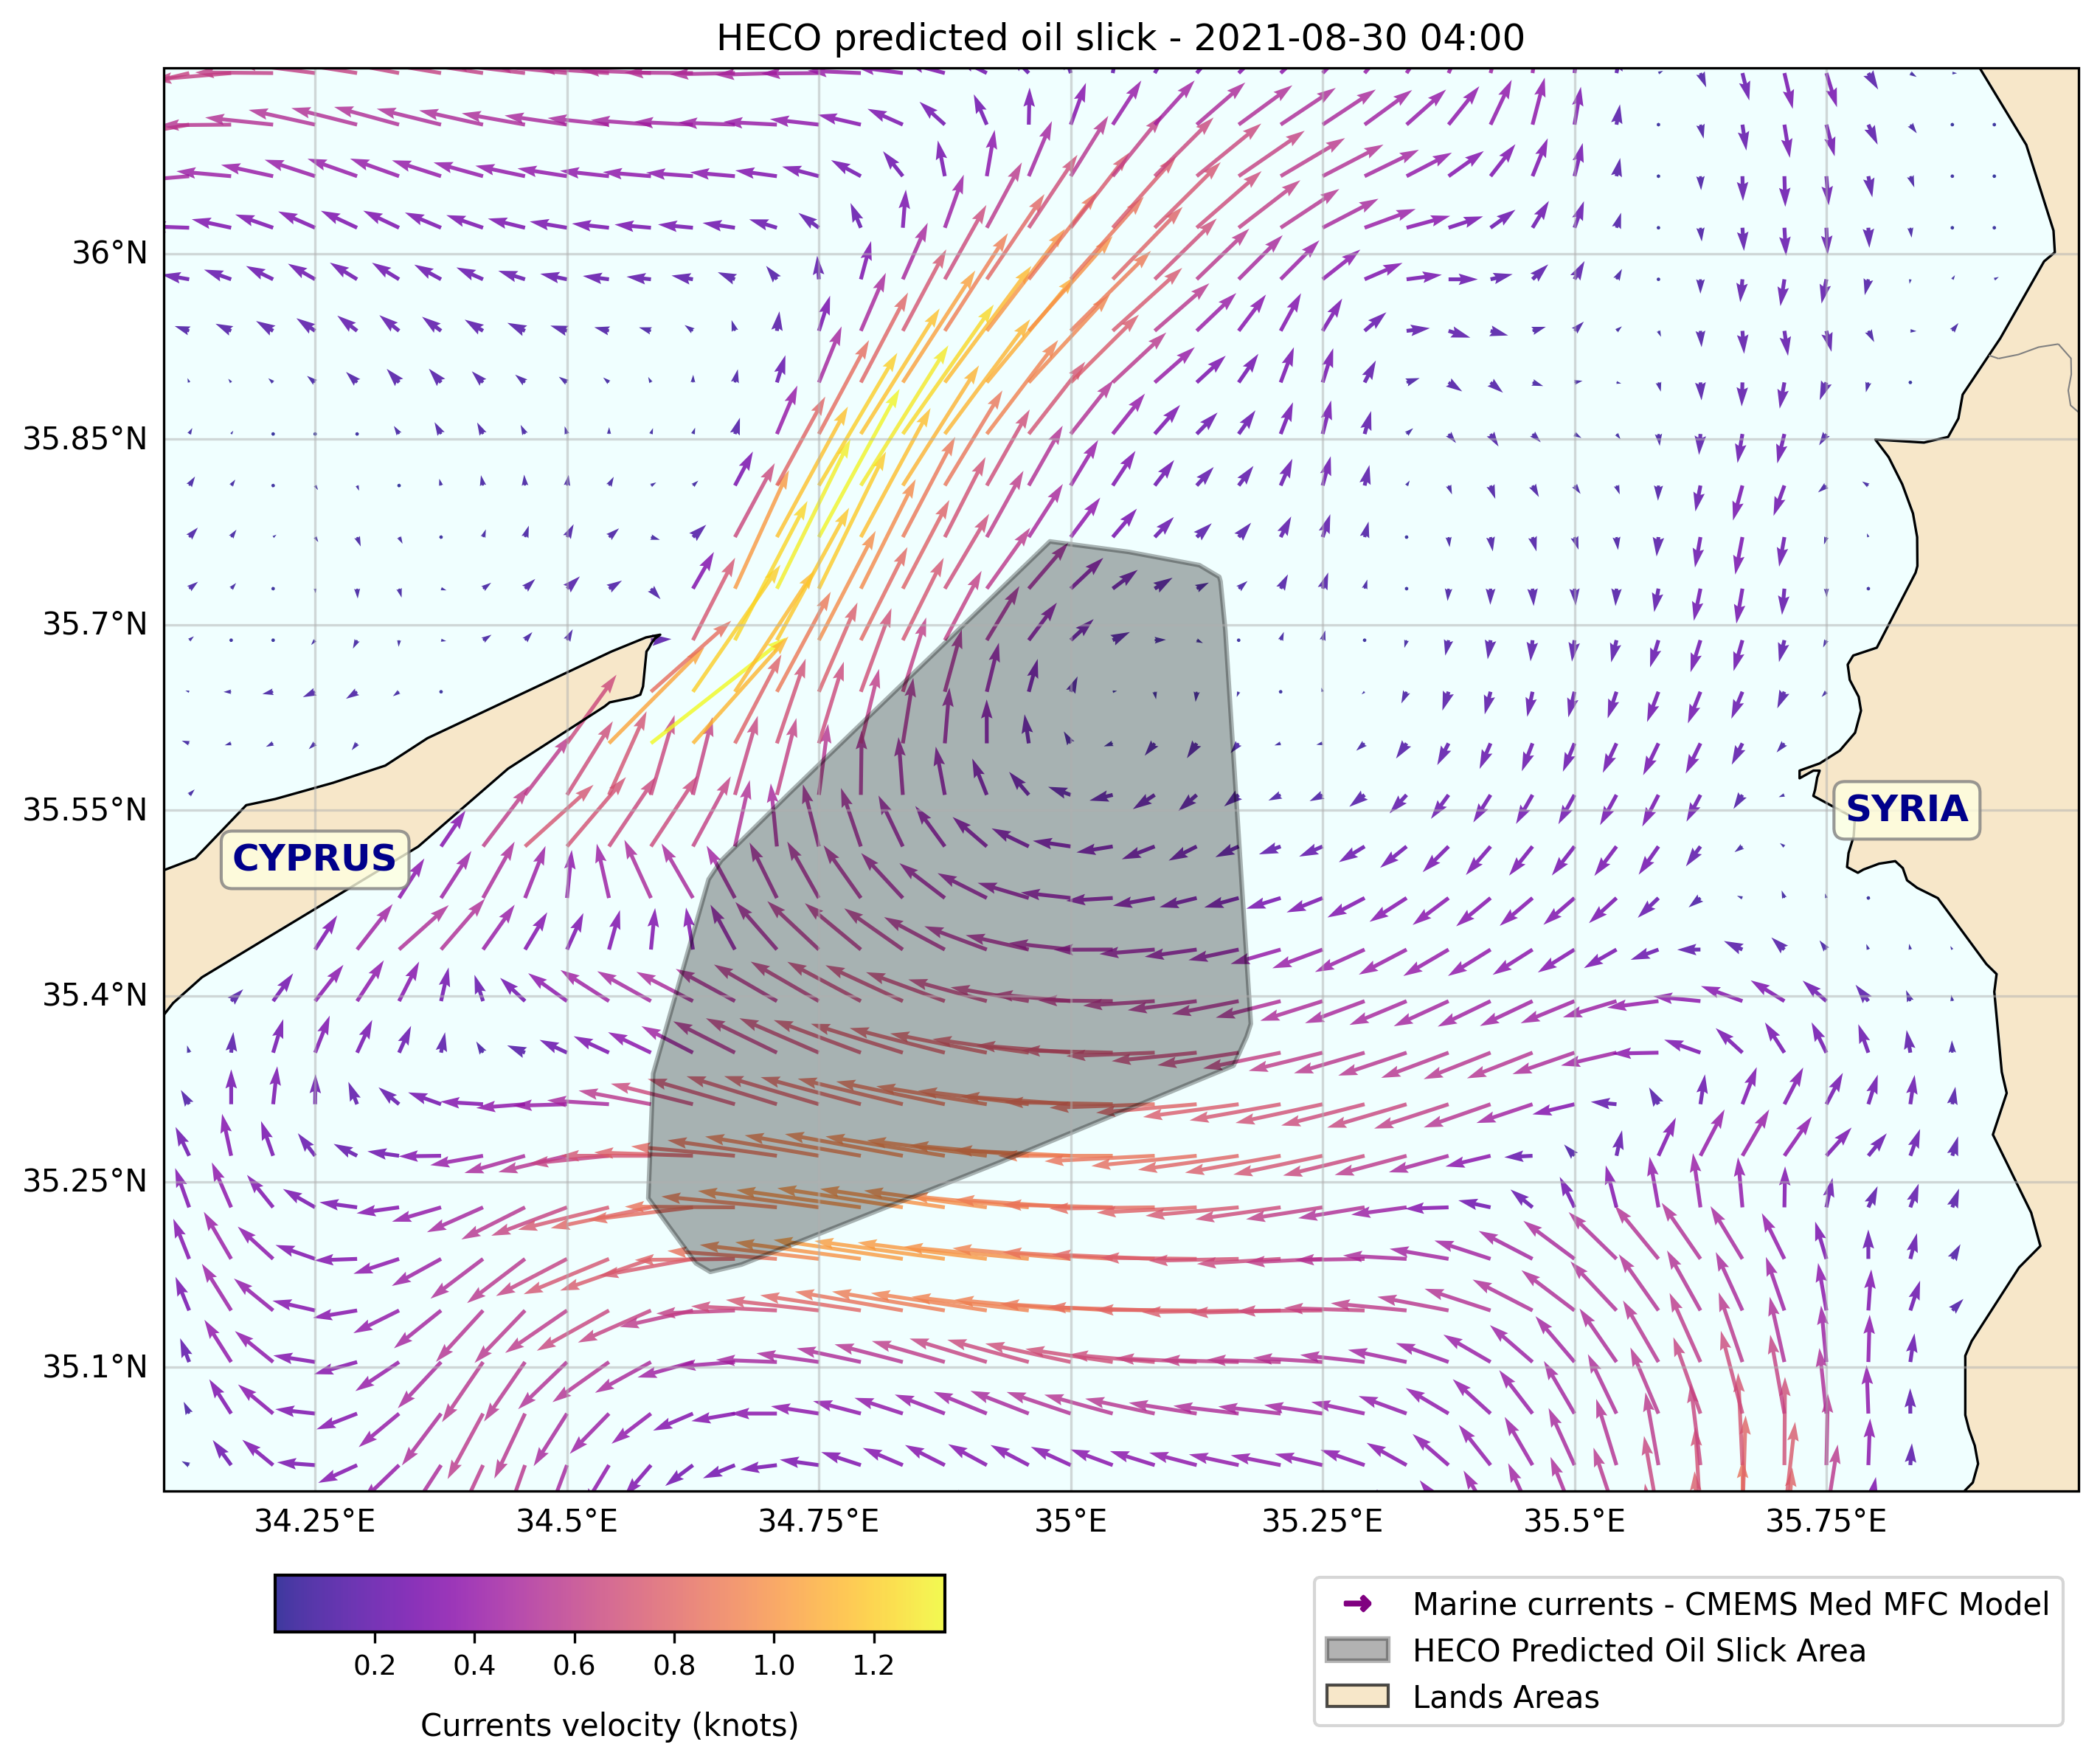 HECO predicted oil slick - 2021-08-30 04:00
36°N
35.85°N
35.7°N
35.55°N
35.4°N
35.25°N
35.1°N
CYPRUS
SYRIA
34.25°E 34.5°E 34.75°E 35°E 35.25°E 35.5°E 35.75°E
0.2 0.4 0.6 0.8 1.0 1.2
Currents velocity (knots)
Marine currents - CMEMS Med MFC Model
HECO Predicted Oil Slick Area
Lands Areas